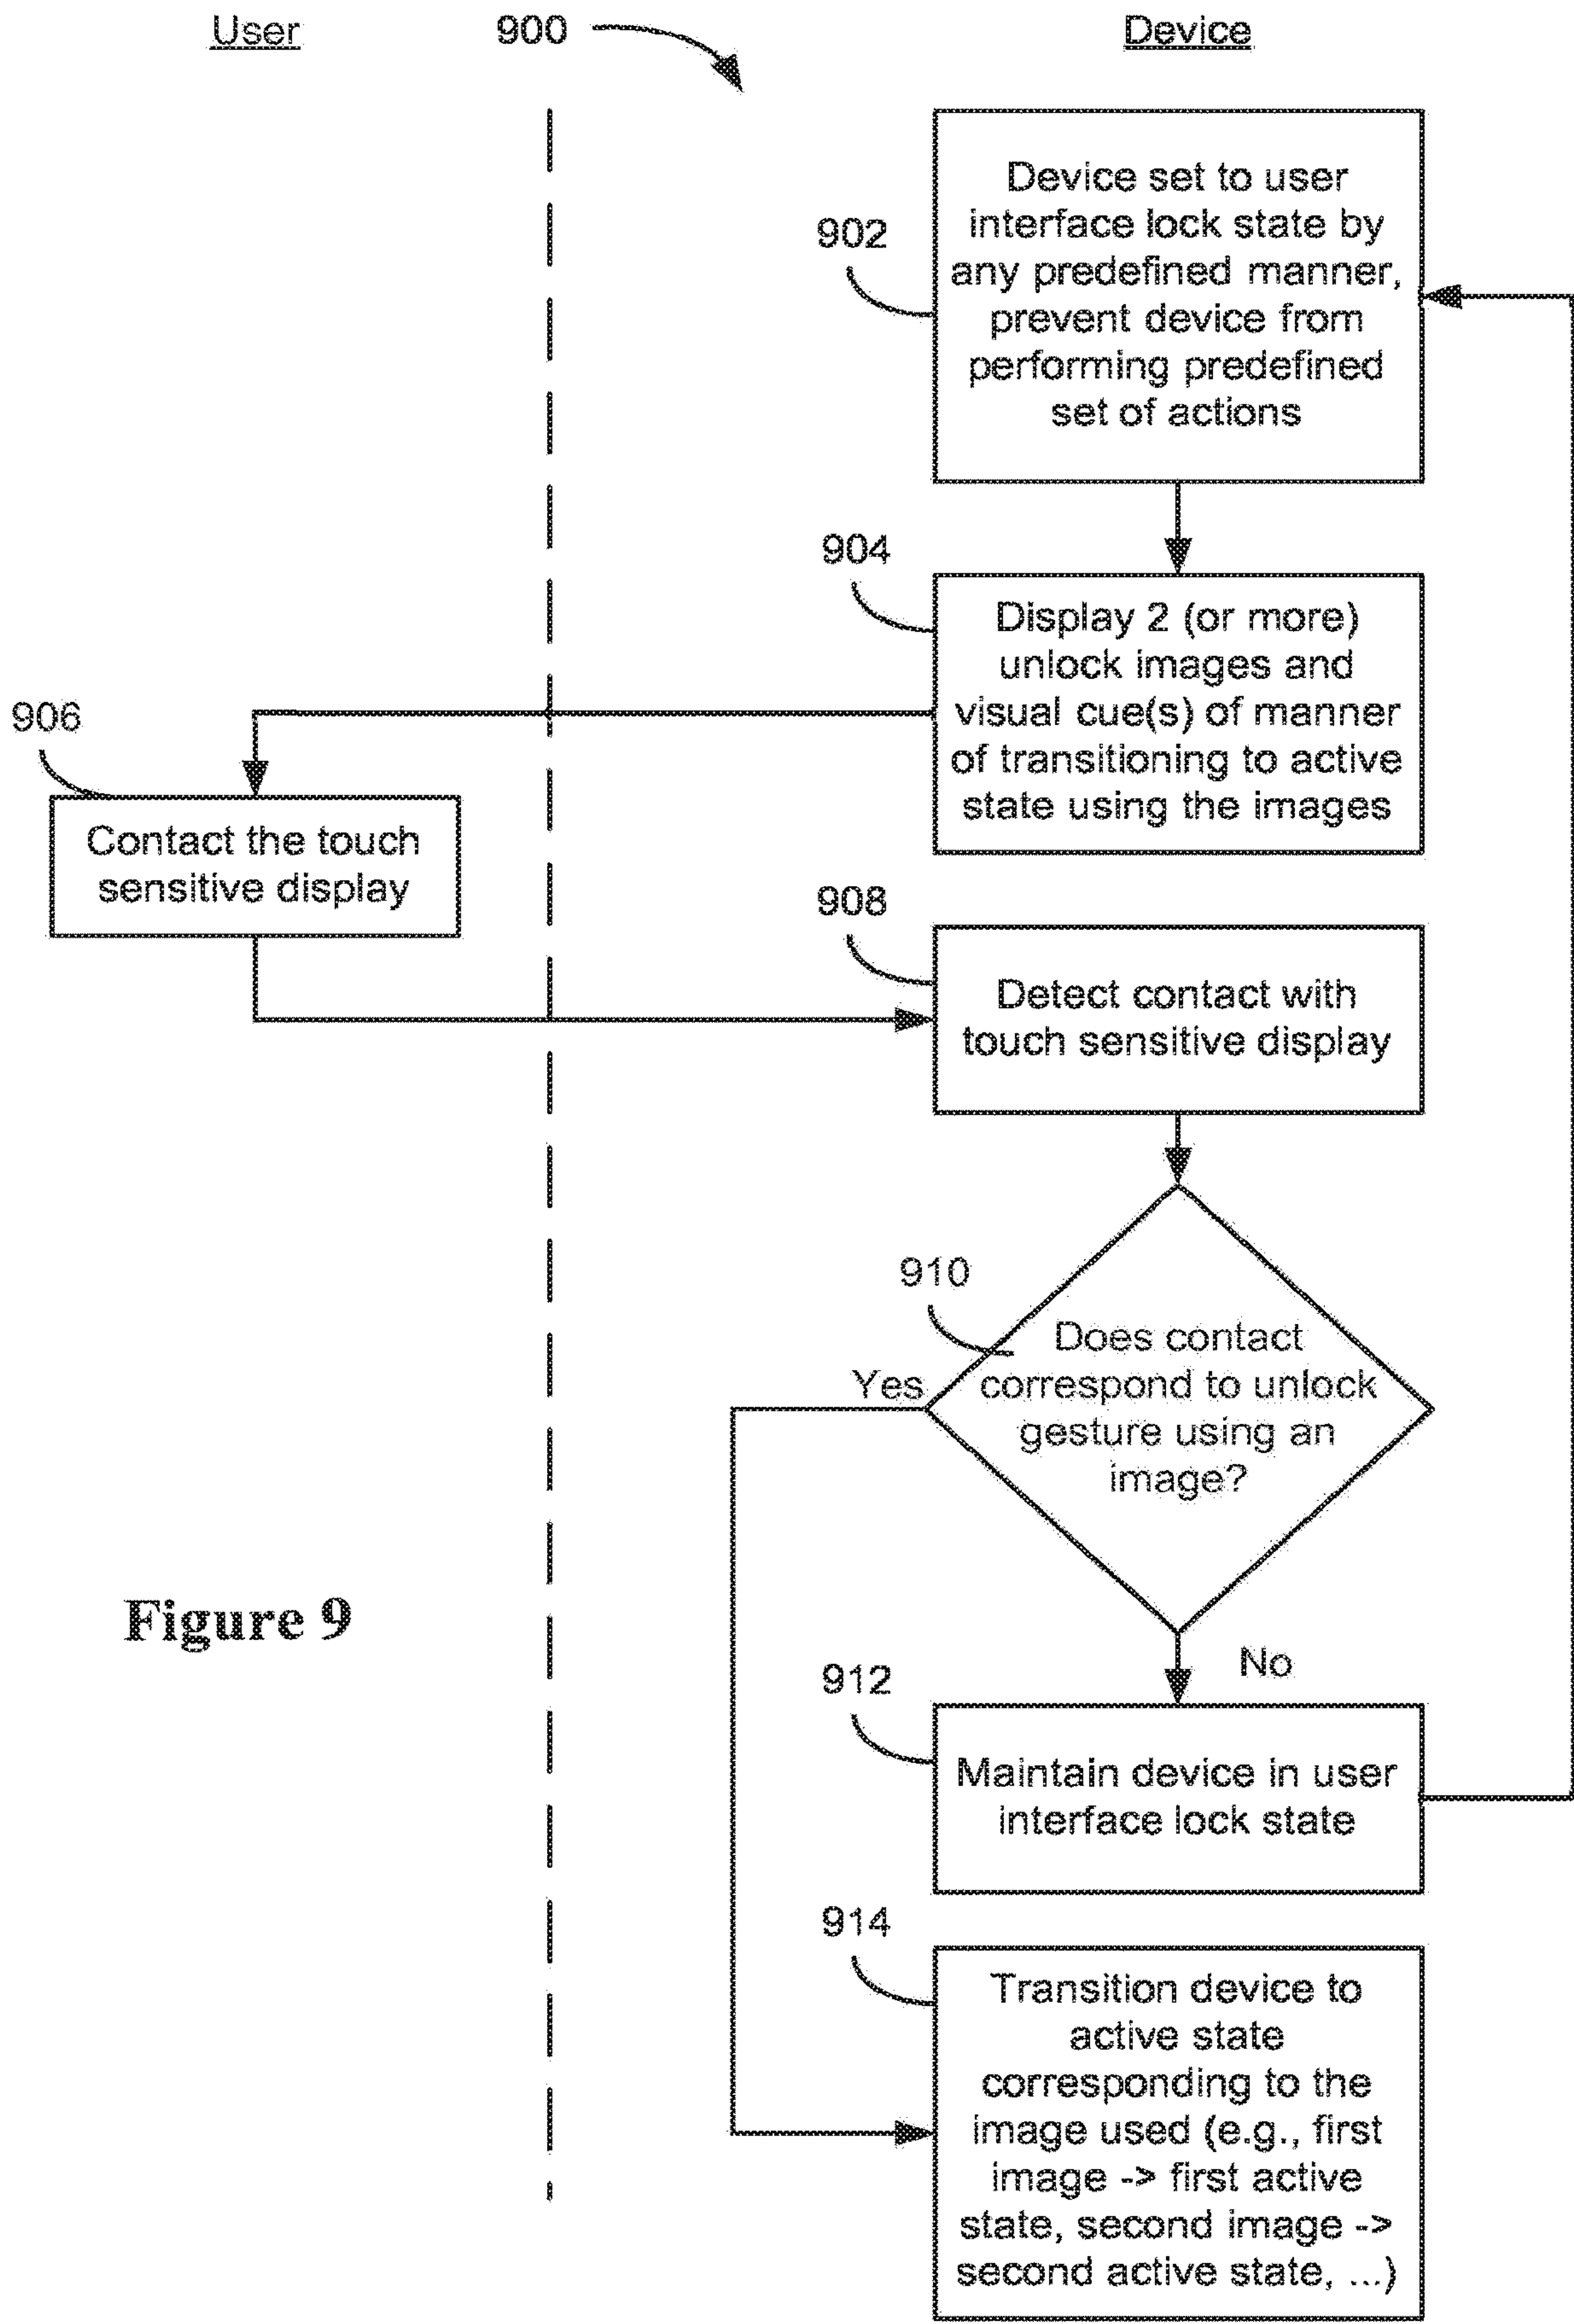 User
900
Device
902
Device set to user
interface lock state by
any predefined manner,
prevent device from
performing predefined
set of actions
904
Display 2 (or more)
unlock images and
visual cue(s) of manner
of transitioning to active
state using the images
906
Contact the touch
sensitive display
908
Detect contact with
touch sensitive display
910
Does contact
correspond to unlock
gesture using an
image?
Yes
No
Figure 9
912
Maintain device in user
interface lock state
914
Transition device to
active state
corresponding to the
image used (e.g., first
image -> first active
state, second image ->
second active state, ...)